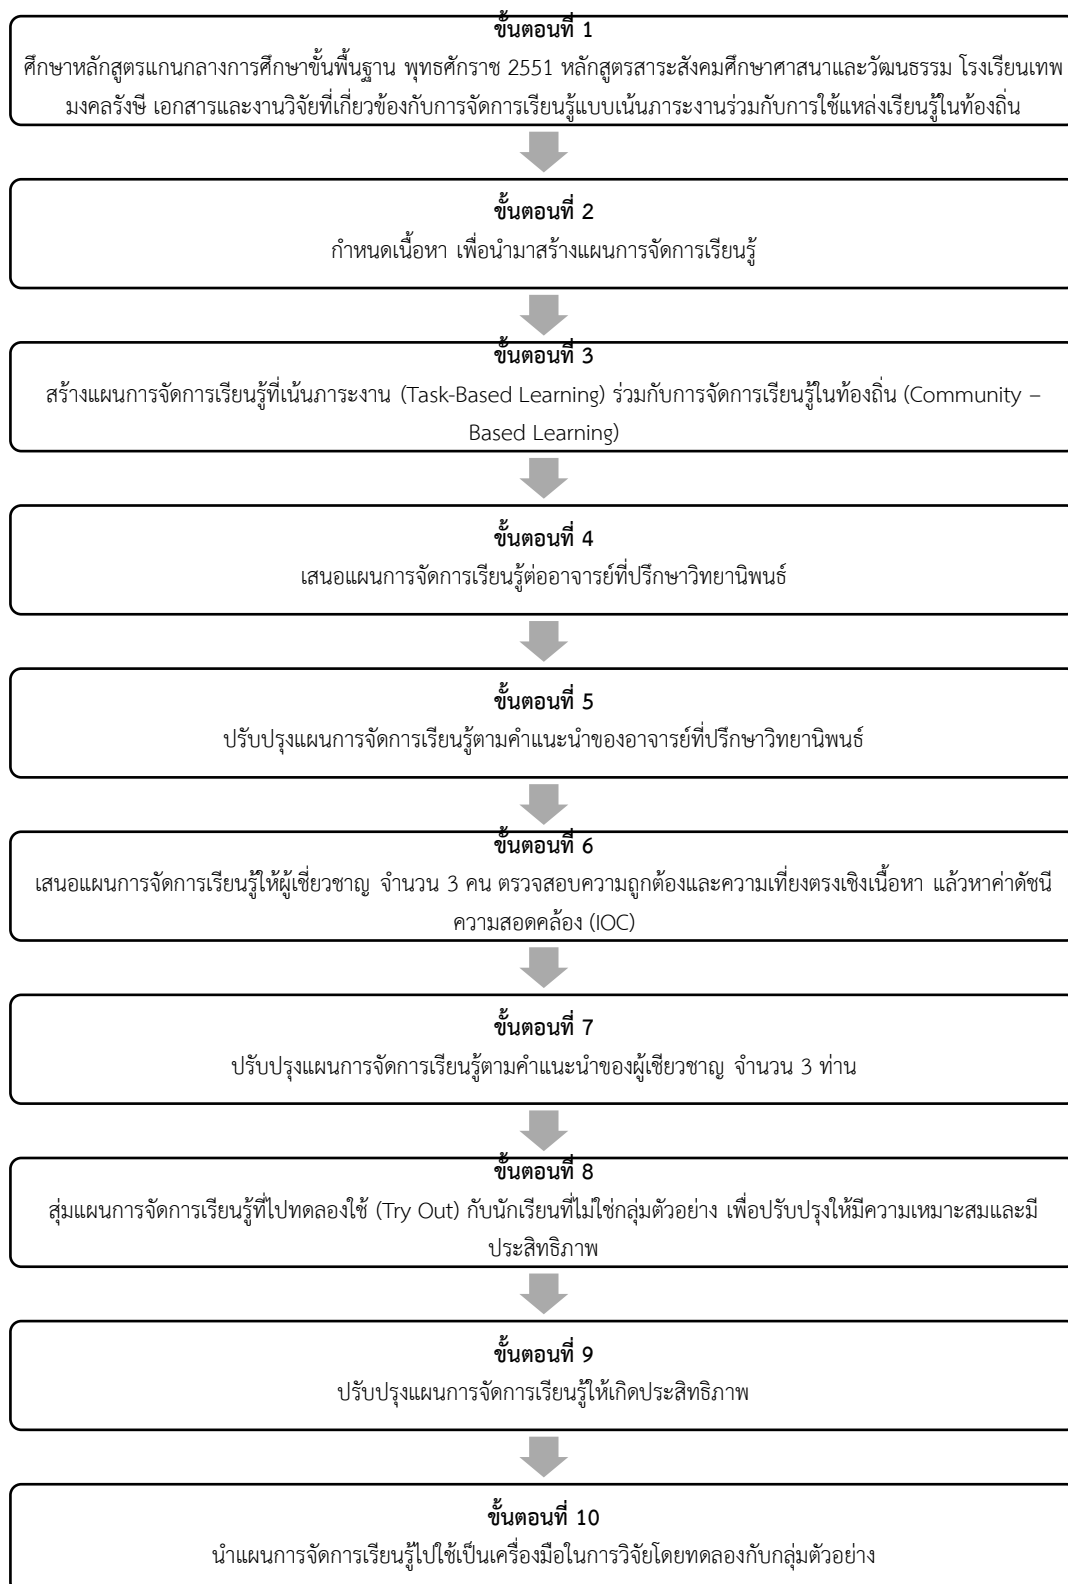 ขั้นตอนที่ 1
ศึกษาหลักสูตรแกนกลางการศึกษาขั้นพื้นฐาน พุทธศักราช 2551 หลักสูตรสาระสังคมศึกษาศาสนาและวัฒนธรรม โรงเรียนเทพ
มงคลรังษี เอกสารและงานวิจัยที่เกี่ยวข้องกับการจัดการเรียนรู้แบบเน้นภาระงานร่วมกับการใช้แหล่งเรียนรู้ในท้องถิ่น
ขั้นตอนที่ 2
กำหนดเนื้อหา เพื่อนำมาสร้างแผนการจัดการเรียนรู้
ขั้นตอนที่ 3
สร้างแผนการจัดการเรียนรู้ที่เน้นภาระงาน (Task-Based Learning) ร่วมกับการจัดการเรียนรู้ในท้องถิ่น (Community –
Based Learning)
ขั้นตอนที่ 4
เสนอแผนการจัดการเรียนรู้ต่ออาจารย์ที่ปรึกษาวิทยานิพนธ์
ขั้นตอนที่ 5
ปรับปรุงแผนการจัดการเรียนรู้ตามคำแนะนำของอาจารย์ที่ปรึกษาวิทยานิพนธ์
ขั้นตอนที่ 6
เสนอแผนการจัดการเรียนรู้ให้ผู้เชี่ยวชาญ จำนวน 3 คน ตรวจสอบความถูกต้องและความเที่ยงตรงเชิงเนื้อหา แล้วหาค่าดัชนี
ความสอดคล้อง (IOC)
ขั้นตอนที่ 7
ปรับปรุงแผนการจัดการเรียนรู้ตามคำแนะนำของผู้เชียวชาญ จำนวน 3 ท่าน
ขั้นตอนที่ 8
สุ่มแผนการจัดการเรียนรู้ที่ไปทดลองใช้ (Try Out) กับนักเรียนที่ไม่ใช่กลุ่มตัวอย่าง เพื่อปรับปรุงให้มีความเหมาะสมและมี
ประสิทธิภาพ
ขั้นตอนที่ 9
ปรับปรุงแผนการจัดการเรียนรู้ให้เกิดประสิทธิภาพ
ขั้นตอนที่ 10
นำแผนการจัดการเรียนรู้ไปใช้เป็นเครื่องมือในการวิจัยโดยทดลองกับกลุ่มตัวอย่าง